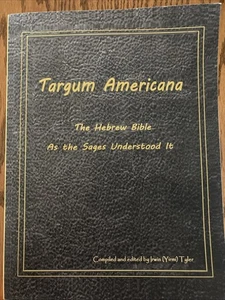 Targum Americana
The Hebrew Bible
As the Sages Understood It
Compiled and edited by Irwin (Yirmi) Tyler